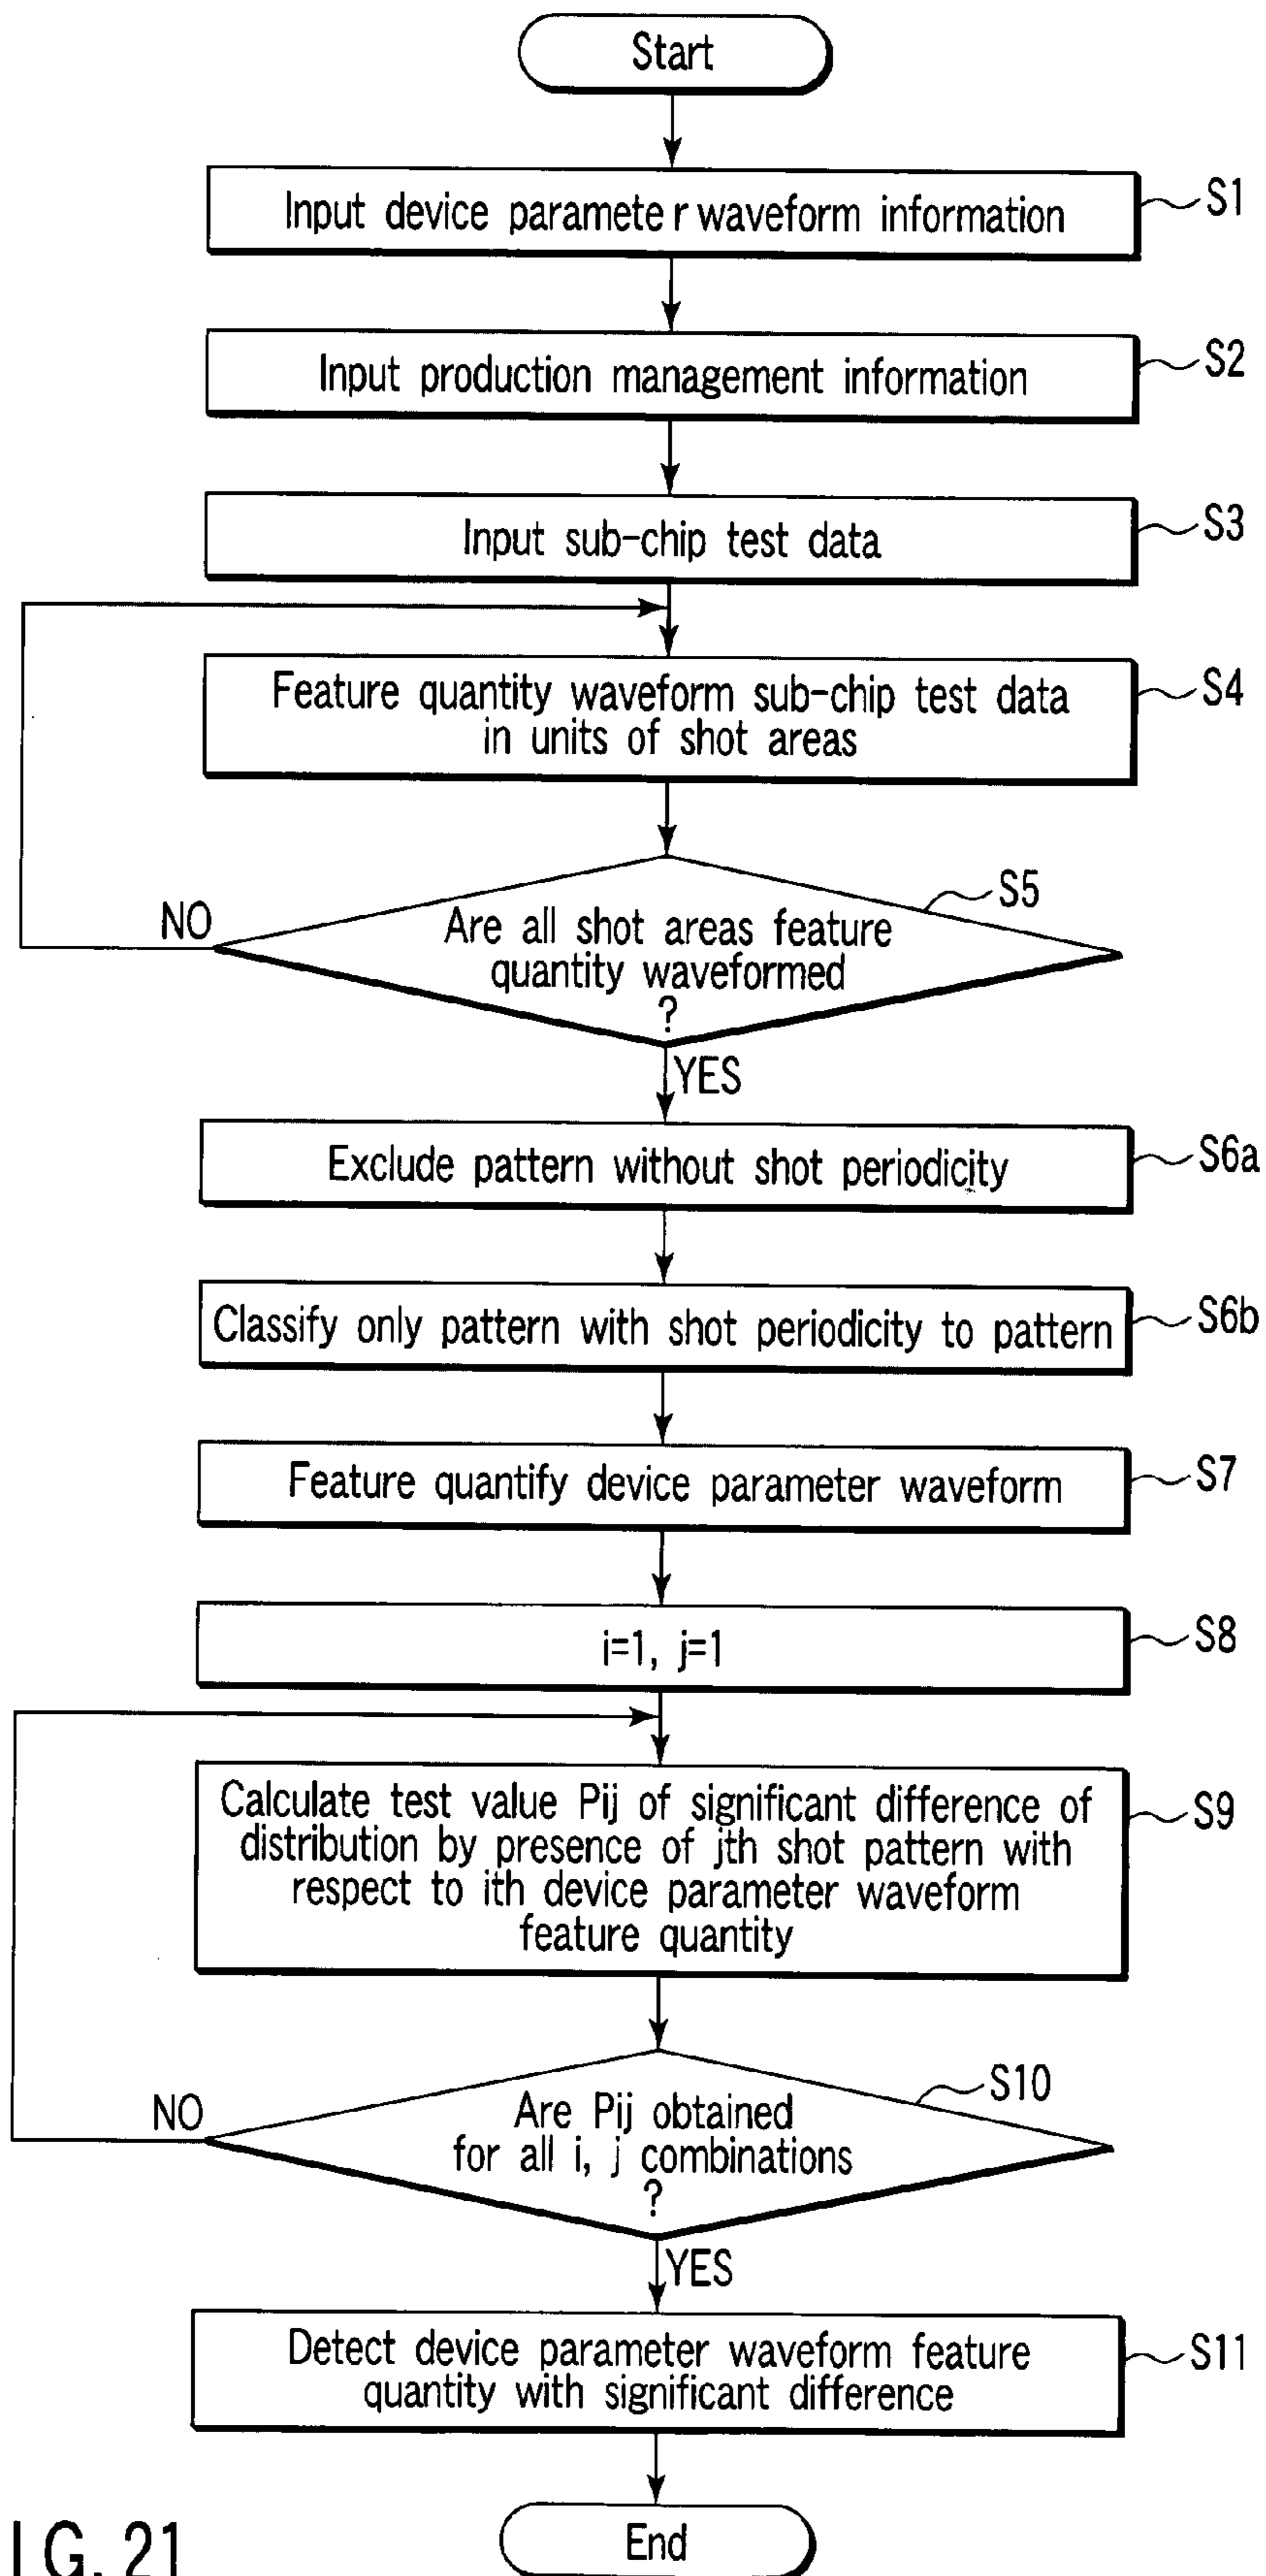 Start
Input device parameter waveform information
S1
Input production management information
S2
Input sub-chip test data
S3
Feature quantity waveform sub-chip test data
in units of shot areas
S4
S5
NO
Are all shot areas feature
quantity waveformed
?
YES
Exclude pattern without shot periodicity
S6a
Classify only pattern with shot periodicity to pattern
S6b
Feature quantify device parameter waveform
S7
i=1, j=1
S8
Calculate test value Pij of significant difference of
distribution by presence of jth shot pattern with
respect to ith device parameter waveform
feature quantity
S9
S10
NO
Are Pij obtained
for all i, j combinations
?
YES
Detect device parameter waveform feature
quantity with significant difference
S11
End
IG. 21